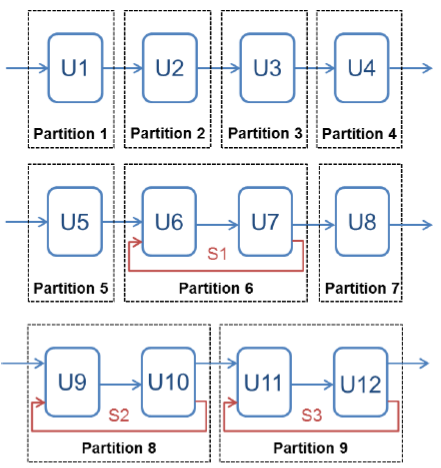 U1 U2 U3 U4
Partition 1 Partition 2 Partition 3 Partition 4
U5 U6 U7 U8
S1
Partition 5 Partition 6 Partition 7
U9 U10 U11 U12
S2 S3
Partition 8 Partition 9